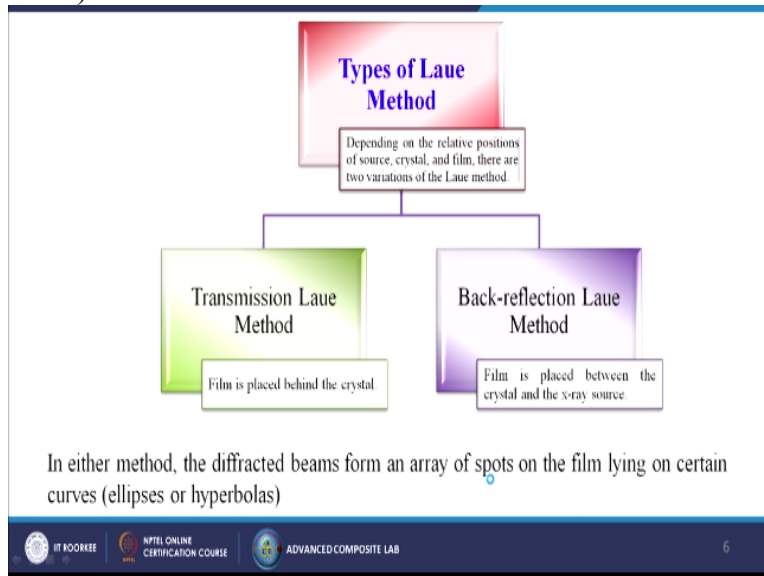 Types of Laue
Method
Depending on the relative positions
of source, crystal, and film, there are
two variations of the Laue method.
Transmission Laue
Method
Film is placed behind the crystal.
Back-reflection Laue
Method
Film is placed between the
crystal and the x-ray source.
In either method, the diffracted beams form an array of spots on the film lying on certain
curves (ellipses or hyperbolas)
IIT ROORKEE
NPTEL ONLINE
CERTIFICATION COURSE
ADVANCED COMPOSITE LAB
6